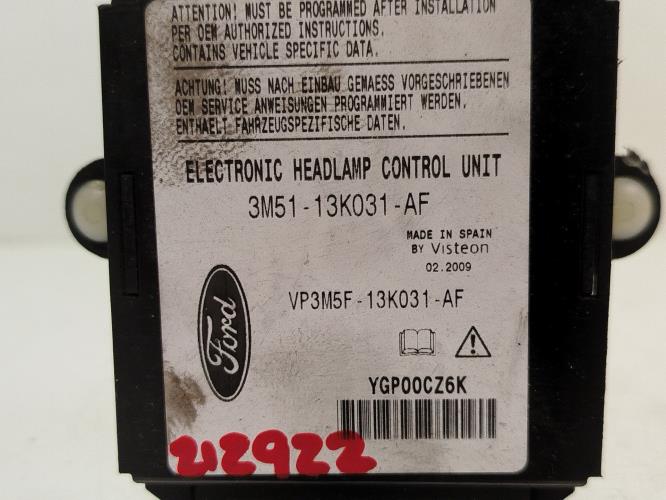 ATTENTION! MUST BE PROGRAMMED AFTER INSTALLATION
PER OEM AUTHORIZED INSTRUCTIONS.
CONTAINS VEHICLE SPECIFIC DATA.
ACHTUNG! MUSS NACH EINBAU GEMAESS VORGESCHRIEBENEN
OEM SERVICE ANWEISUNGEN PROGRAMMIERT WERDEN.
ENTHAELT FAHRZEUGSPEZIFISCHE DATEN.
ELECTRONIC HEADLAMP CONTROL UNIT
3M51-13K031-AF
MADE IN SPAIN
BY Visteon
02.2009
VP3M5F-13K031-AF
Ford
YGP00CZ6K
212922